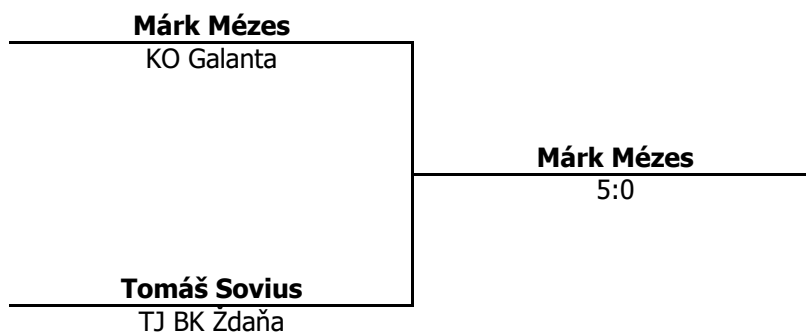 Márk Mézes
KO Galanta
Márk Mézes
5:0
Tomáš Sovius
TJ BK Ždaňa